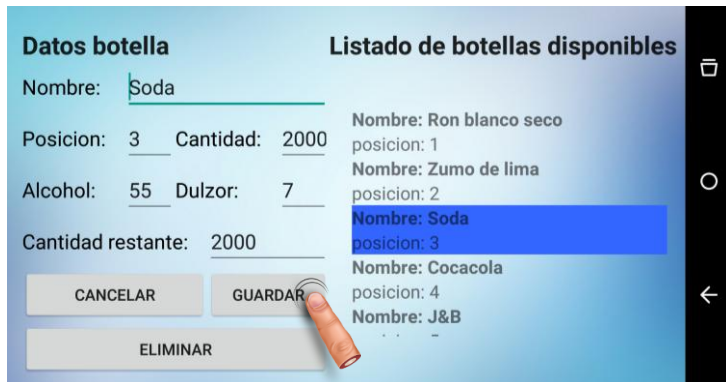 Datos botella
Nombre: Soda
Posicion: 3 Cantidad: 2000
Alcohol: 55 Dulzor: 7
Cantidad restante: 2000
CANCELAR GUARDAR
ELIMINAR
Listado de botellas disponibles
Nombre: Ron blanco seco
posicion: 1
Nombre: Zumo de lima
posicion: 2
Nombre: Soda
posicion: 3
Nombre: Cocacola
posicion: 4
Nombre: J&B